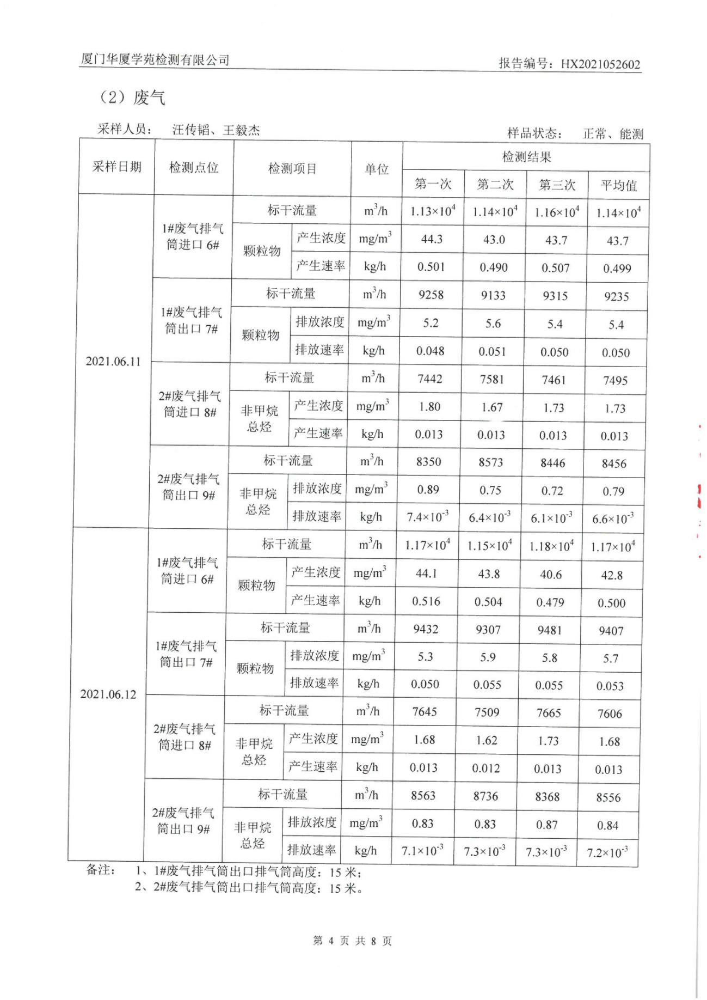 厦门华厦学苑检测有限公司 报告编号：HX2021052602
（2）废气
采样人员： 汪传韬、王毅杰 样品状态： 正常、能测
采样日期 检测点位 检测项目 单位 检测结果
第一次 第二次 第三次 平均值
2021.06.11
1#废气排气
筒进口 6#
标干流量 m³/h 1.13×10⁴ 1.14×10⁴ 1.16×10⁴ 1.14×10⁴
颗粒物
产生浓度 mg/m³ 44.3 43.0 43.7 43.7
产生速率 kg/h 0.501 0.490 0.507 0.499
1#废气排气
筒出口 7#
标干流量 m³/h 9258 9133 9315 9235
颗粒物
排放浓度 mg/m³ 5.2 5.6 5.4 5.4
排放速率 kg/h 0.048 0.051 0.050 0.050
2#废气排气
筒进口 8#
标干流量 m³/h 7442 7581 7461 7495
非甲烷
总烃
产生浓度 mg/m³ 1.80 1.67 1.73 1.73
产生速率 kg/h 0.013 0.013 0.013 0.013
2#废气排气
筒出口 9#
标干流量 m³/h 8350 8573 8446 8456
非甲烷
总烃
排放浓度 mg/m³ 0.89 0.75 0.72 0.79
排放速率 kg/h 7.4×10⁻³ 6.4×10⁻³ 6.1×10⁻³ 6.6×10⁻³
2021.06.12
1#废气排气
筒进口 6#
标干流量 m³/h 1.17×10⁴ 1.15×10⁴ 1.18×10⁴ 1.17×10⁴
颗粒物
产生浓度 mg/m³ 44.1 43.8 40.6 42.8
产生速率 kg/h 0.516 0.504 0.479 0.500
1#废气排气
筒出口 7#
标干流量 m³/h 9432 9307 9481 9407
颗粒物
排放浓度 mg/m³ 5.3 5.9 5.8 5.7
排放速率 kg/h 0.050 0.055 0.055 0.053
2#废气排气
筒进口 8#
标干流量 m³/h 7645 7509 7665 7606
非甲烷
总烃
产生浓度 mg/m³ 1.68 1.62 1.73 1.68
产生速率 kg/h 0.013 0.012 0.013 0.013
2#废气排气
筒出口 9#
标干流量 m³/h 8563 8736 8368 8556
非甲烷
总烃
排放浓度 mg/m³ 0.83 0.83 0.87 0.84
排放速率 kg/h 7.1×10⁻³ 7.3×10⁻³ 7.3×10⁻³ 7.2×10⁻³
备注： 1、1#废气排气筒出口排气筒高度：15 米；
2、2#废气排气筒出口排气筒高度：15 米。
第 4 页 共 8 页